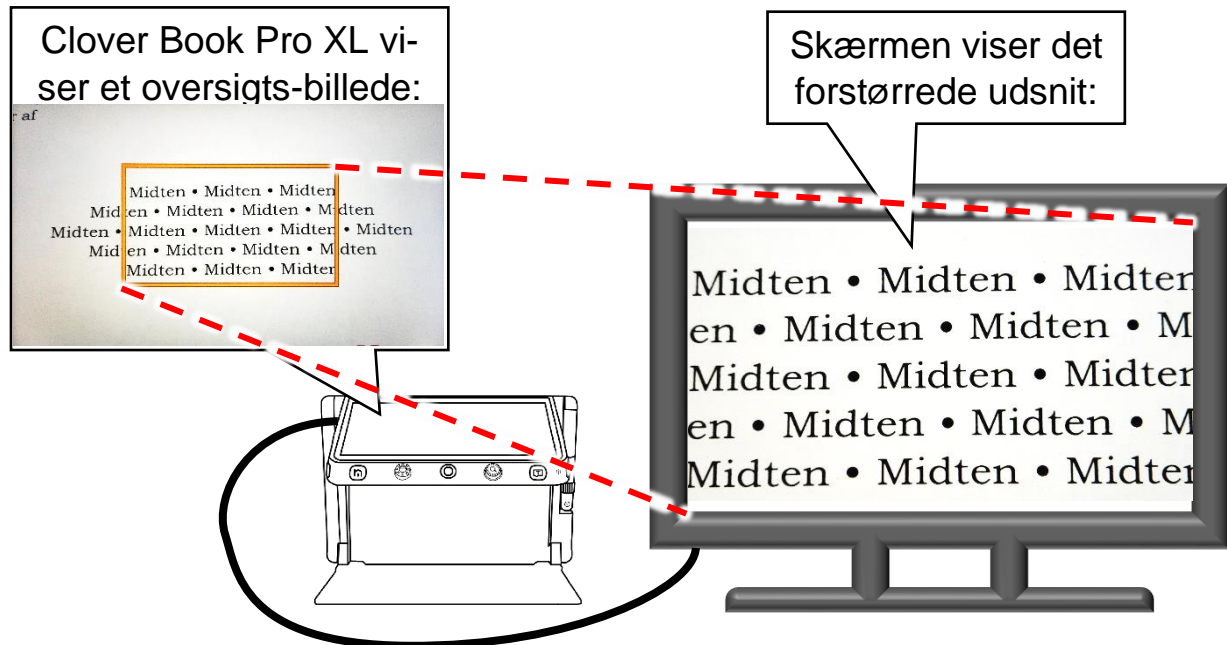 Clover Book Pro XL vi-
ser et oversigts-billede:
r af
Midten • Midten • Midten
Midten • Midten • Midten • Midten
Midten • Midten • Midten • Midten • Midten
Midten • Midten • Midten • Midten
Midten • Midten • Midten
Skærmen viser det
forstørrede udsnit:
Midten • Midten • Midten
en • Midten • Midten • M
Midten • Midten • Midten
en • Midten • Midten • M
Midten • Midten • Midten